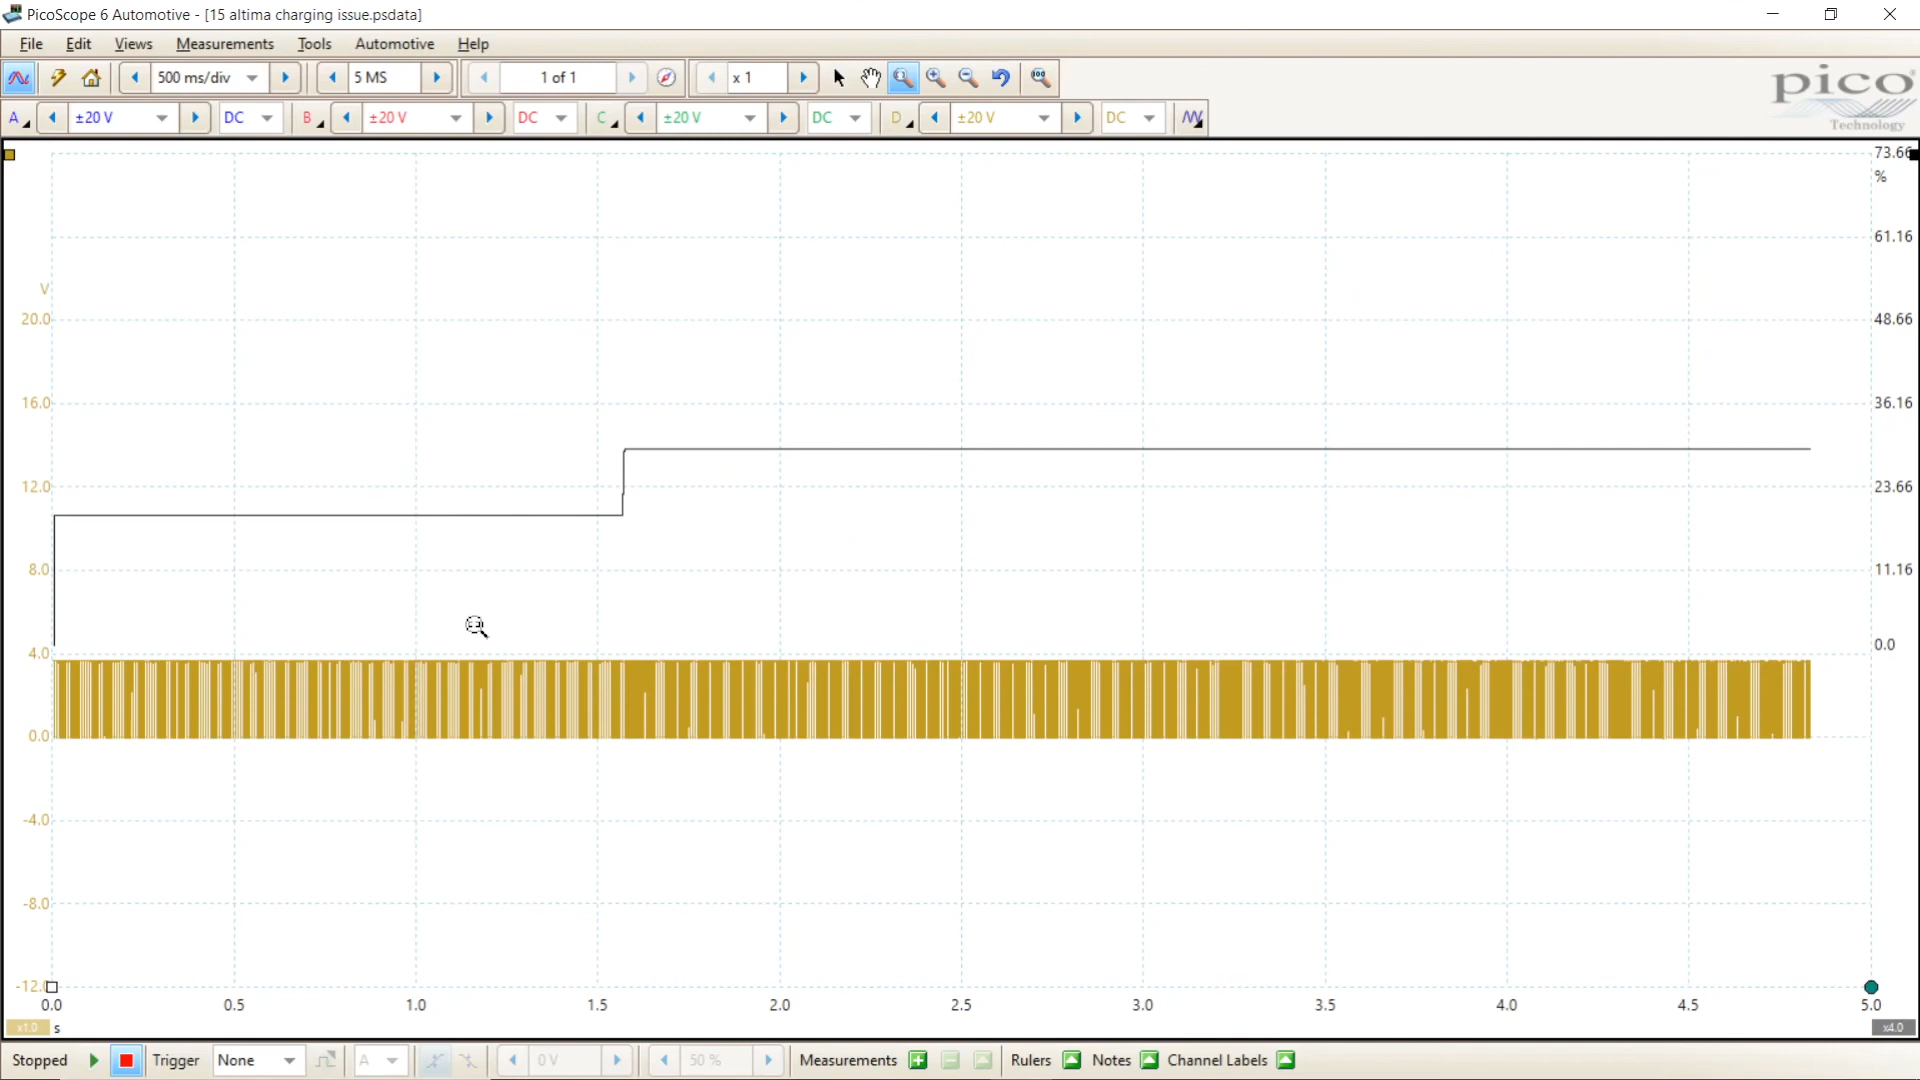 PicoScope 6 Automotive - [15 altima charging issue.psdata]
File Edit Views Measurements Tools Automotive Help
500 ms/div 5 MS 1 of 1 x 1
A ±20 V DC B ±20 V DC C ±20 V DC D ±20 V DC
pico
Technology
73.66
%
61.16
V
20.0 48.66
16.0 36.16
12.0 23.66
8.0 11.16
4.0 0.0
0.0
-4.0
-8.0
-12.0
0.0 0.5 1.0 1.5 2.0 2.5 3.0 3.5 4.0 4.5 5.0
x1.0 s x4.0
Stopped Trigger None A 0 V 50 % Measurements Rulers Notes Channel Labels